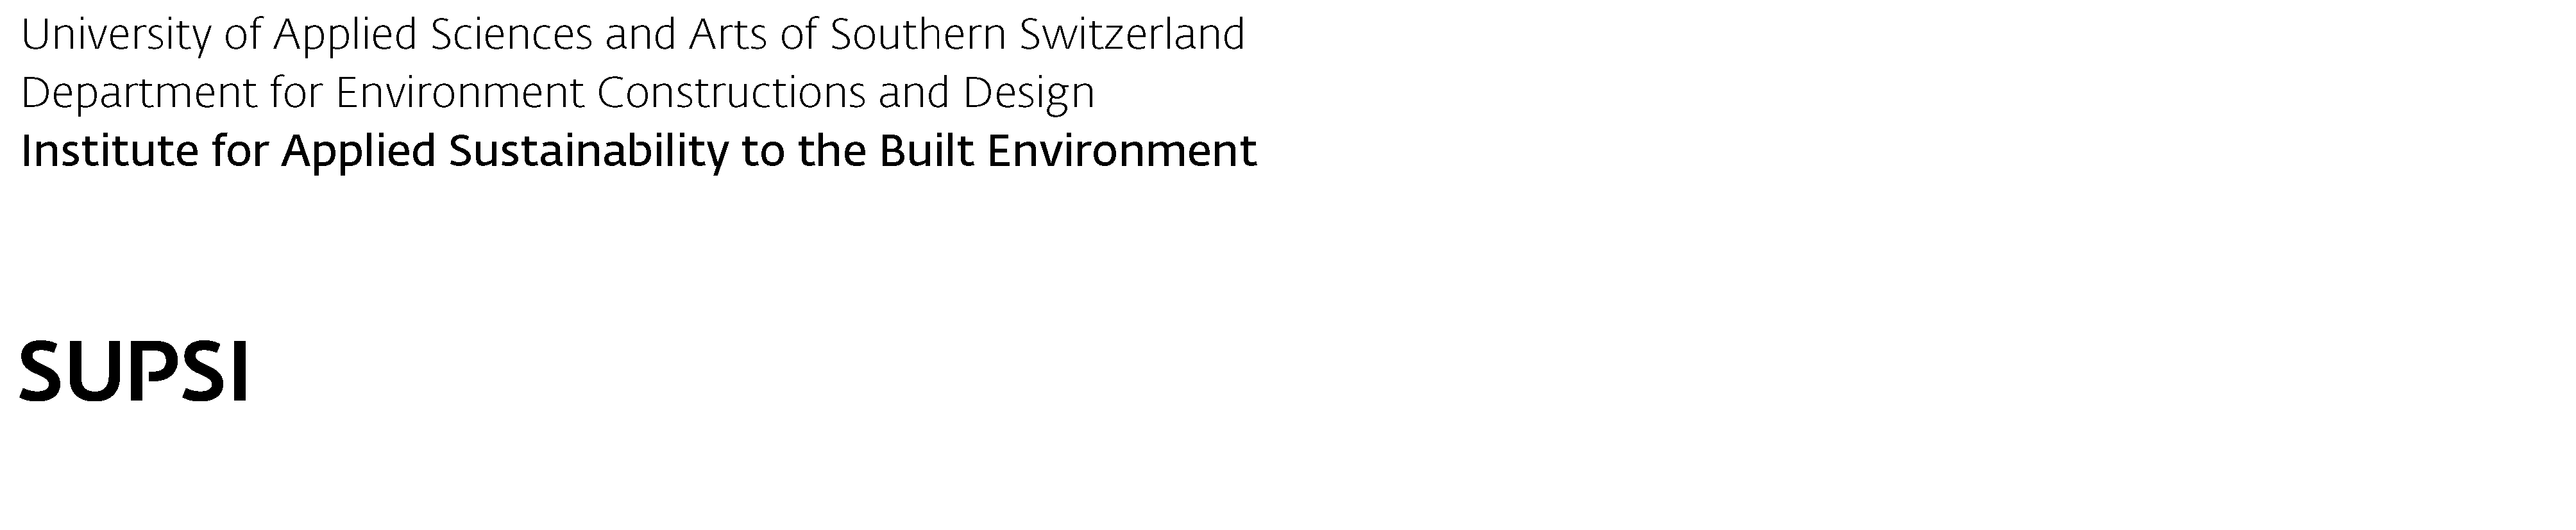 University of Applied Sciences and Arts of Southern Switzerland
Department for Environment Constructions and Design
Institute for Applied Sustainability to the Built Environment
SUPSI